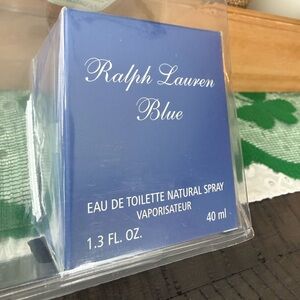 Ralph Lauren
Blue
EAU DE TOILETTE NATURAL SPRAY
VAPORISATEUR
1.3 FL. OZ.
40 ml